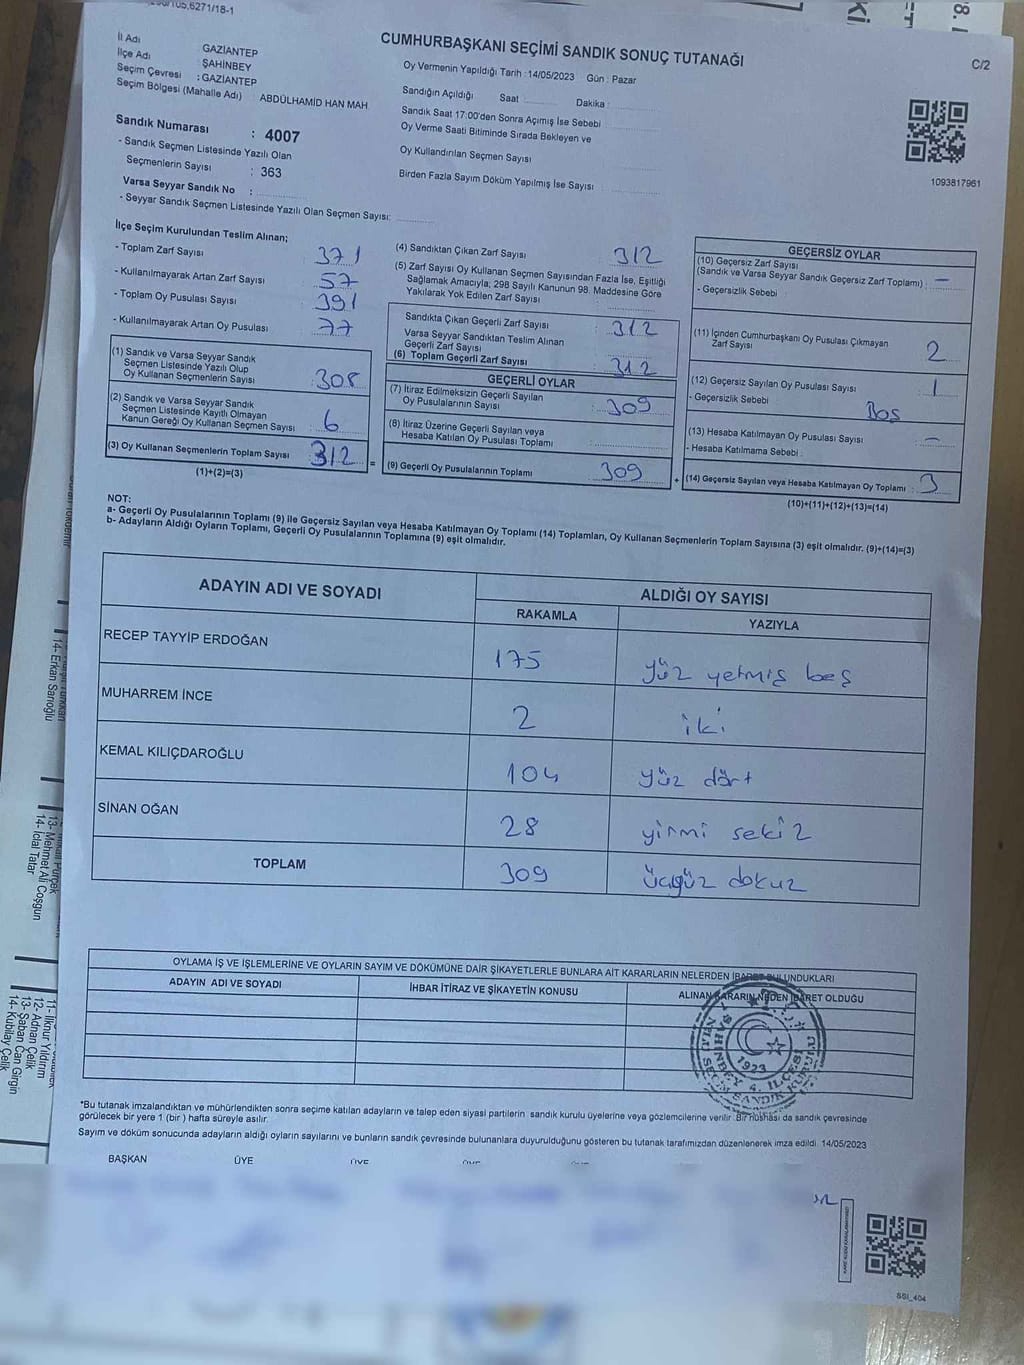 6271/18-1
CUMHURBAŞKANI SEÇİMİ SANDIK SONUÇ TUTANAĞI
C/2
İl Adı GAZİANTEP
İlçe Adı ŞAHİNBEY
Seçim Çevresi : GAZİANTEP
Seçim Bölgesi (Mahalle Adı) ABDÜLHAMİD HAN MAH
Oy Vermenin Yapıldığı Tarih : 14/05/2023 Gün : Pazar
Sandığın Açıldığı Saat Dakika :
Sandık Saat 17:00'den Sonra Açımış İse Sebebi
Oy Verme Saati Bitiminde Sırada Bekleyen ve
Oy Kullandırılan Seçmen Sayısı
Birden Fazla Sayım Döküm Yapılmış İse Sayısı
1093817961
Sandık Numarası : 4007
- Sandık Seçmen Listesinde Yazılı Olan
Seçmenlerin Sayısı : 363
Varsa Seyyar Sandık No :
- Seyyar Sandık Seçmen Listesinde Yazılı Olan Seçmen Sayısı:
İlçe Seçim Kurulundan Teslim Alınan;
- Toplam Zarf Sayısı 371
- Kullanılmayarak Artan Zarf Sayısı 57
- Toplam Oy Pusulası Sayısı 391
- Kullanılmayarak Artan Oy Pusulası 77
(1) Sandık ve Varsa Seyyar Sandık
Seçmen Listesinde Yazılı Olup
Oy Kullanan Seçmenlerin Sayısı : 308
(2) Sandık ve Varsa Seyyar Sandık
Seçmen Listesinde Kayıtlı Olmayan
Kanun Gereği Oy Kullanan Seçmen Sayısı : 6
(3) Oy Kullanan Seçmenlerin Toplam Sayısı 312
(1)+(2)=(3)
=
(4) Sandıktan Çıkan Zarf Sayısı 312
(5) Zarf Sayısı Oy Kullanan Seçmen Sayısından Fazla İse, Eşitliği
Sağlamak Amacıyla; 298 Sayılı Kanunun 98. Maddesine Göre
Yakılarak Yok Edilen Zarf Sayısı
Sandıkta Çıkan Geçerli Zarf Sayısı : 312
Varsa Seyyar Sandıktan Teslim Alınan
Geçerli Zarf Sayısı
(6) Toplam Geçerli Zarf Sayısı : 312
GEÇERLİ OYLAR
(7) İtiraz Edilmeksizin Geçerli Sayılan
Oy Pusulalarının Sayısı : 309
(8) İtiraz Üzerine Geçerli Sayılan veya
Hesaba Katılan Oy Pusulası Toplamı
(9) Geçerli Oy Pusulalarının Toplamı 309
+
GEÇERSİZ OYLAR
(10) Geçersiz Zarf Sayısı
(Sandık ve Varsa Seyyar Sandık Geçersiz Zarf Toplamı) : -
- Geçersizlik Sebebi
(11) İçinden Cumhurbaşkanı Oy Pusulası Çıkmayan
Zarf Sayısı 2
(12) Geçersiz Sayılan Oy Pusulası Sayısı 1
- Geçersizlik Sebebi Boş
(13) Hesaba Katılmayan Oy Pusulası Sayısı -
- Hesaba Katılmama Sebebi :
(14) Geçersiz Sayılan veya Hesaba Katılmayan Oy Toplamı : 3
(10)+(11)+(12)+(13)=(14)
NOT:
a- Geçerli Oy Pusulalarının Toplamı (9) ile Geçersiz Sayılan veya Hesaba Katılmayan Oy Toplamı (14) Toplamları, Oy Kullanan Seçmenlerin Toplam Sayısına (3) eşit olmalıdır. (9)+(14)=(3)
b- Adayların Aldığı Oyların Toplamı, Geçerli Oy Pusulalarının Toplamına (9) eşit olmalıdır.
ADAYIN ADI VE SOYADI ALDIĞI OY SAYISI
RAKAMLA YAZIYLA
RECEP TAYYİP ERDOĞAN 175 yüz yetmiş beş
MUHARREM İNCE 2 iki
KEMAL KILIÇDAROĞLU 104 yüz dört
SİNAN OĞAN 28 yirmi sekiz
TOPLAM 309 üçyüz dokuz
OYLAMA İŞ VE İŞLEMLERİNE VE OYLARIN SAYIM VE DÖKÜMÜNE DAİR ŞİKAYETLERLE BUNLARA AİT KARARLARIN NELERDEN İBARET BULUNDUKLARI
ADAYIN ADI VE SOYADI İHBAR İTİRAZ VE ŞİKAYETİN KONUSU ALINAN KARARIN NEDEN İBARET OLDUĞU
1923
*Bu tutanak imzalandıktan ve mühürlendikten sonra seçime katılan adayların ve talep eden siyasi partilerin sandık kurulu üyelerine veya gözlemcilerine verilir. Bir nüshası da sandık çevresinde
görülecek bir yere 1 (bir ) hafta süreyle asılır.
Sayım ve döküm sonucunda adayların aldığı oyların sayılarını ve bunların sandık çevresinde bulunanlara duyurulduğunu gösteren bu tutanak tarafımızdan düzenlenerek imza edildi. 14/05/2023
BAŞKAN ÜYE ÜYE
SSI_404
14- Erkan Sarıoğlu
13- Mehmet Ali Coşgun
14- İclal Tatar
11- İlknur Yıldırım
12- Adnan Çelik
13- Şaban Can Girgin
14- Kubilay Çelik